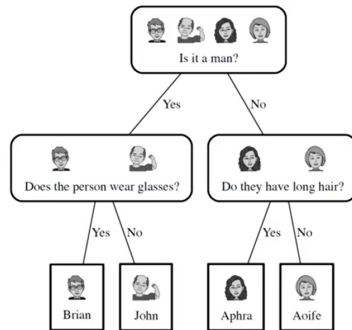 Is it a man?
Yes
No
Does the person wear glasses?
Do they have long hair?
Yes
No
Yes
No
Brian
John
Aphra
Aoife